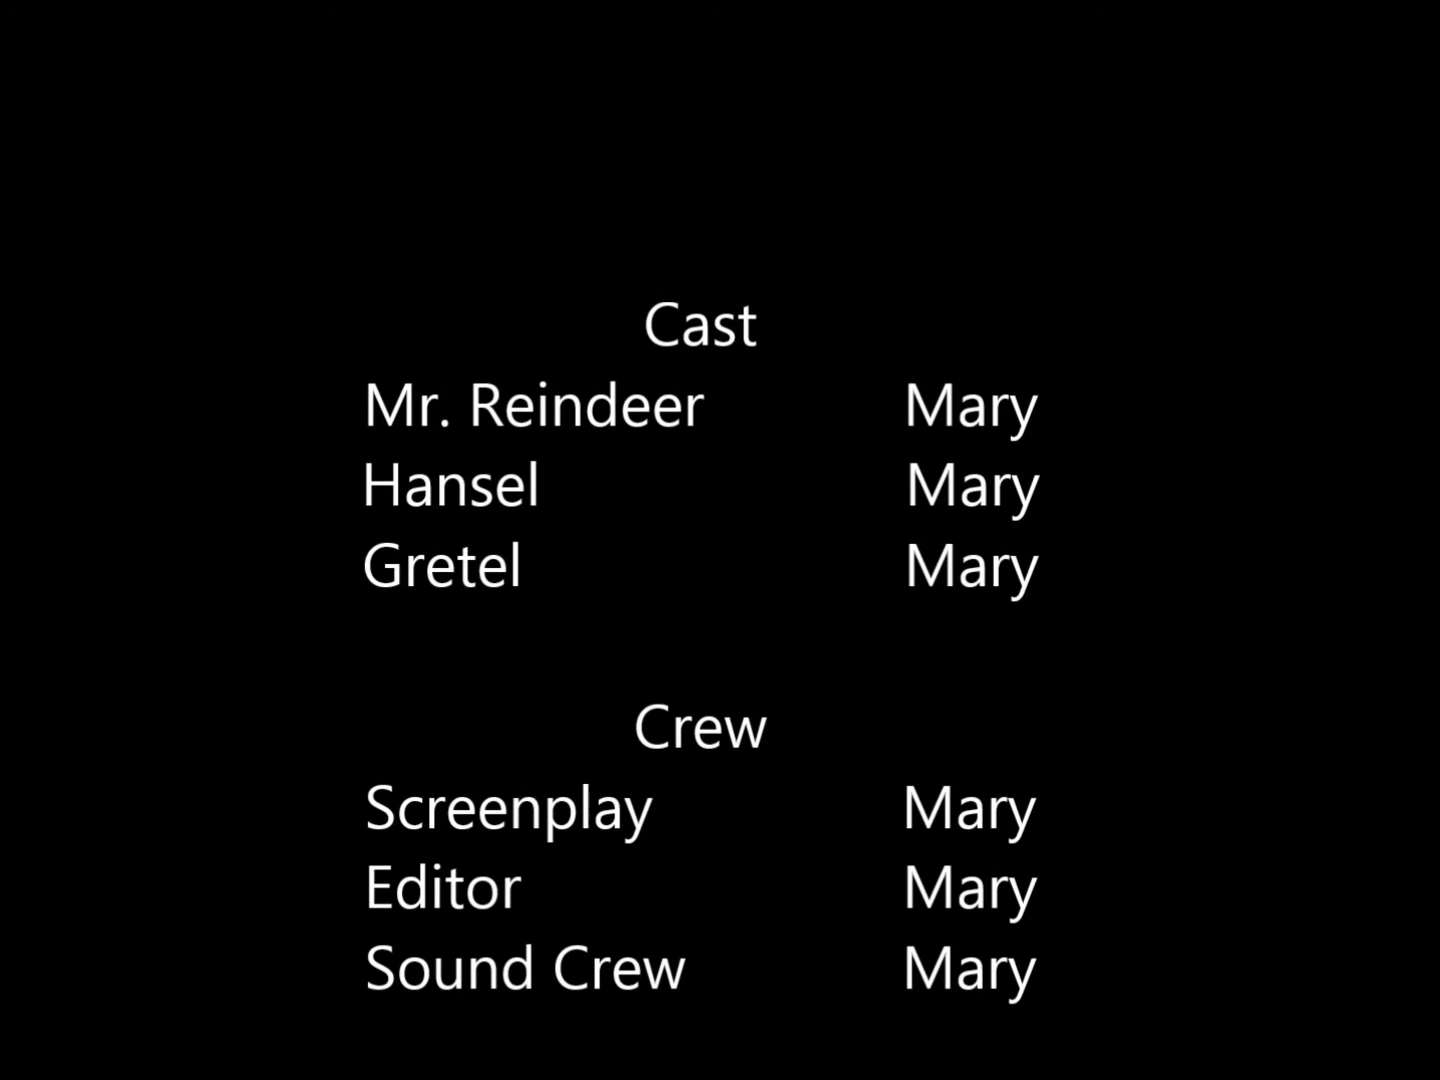 Cast
Mr. Reindeer Mary
Hansel Mary
Gretel Mary
Crew
Screenplay Mary
Editor Mary
Sound Crew Mary